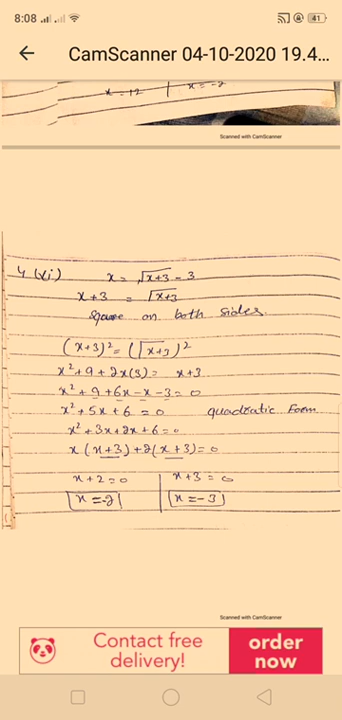 8:08
41
CamScanner 04-10-2020 19.4...
x = 12 | x = -2
Scanned with CamScanner
4 (xi) x = √x+3 - 3
x+3 = √x+3
Square on both sides.
(x+3)² = (√x+3)²
x²+9+2x(3) = x+3
x²+9+6x-x-3=0
x²+5x+6=0 quadratic Form
x²+3x+2x+6=0
x(x+3)+2(x+3)=0
x+2=0 | x+3=0
x=-2 | x=-3
Scanned with CamScanner
Contact free delivery!
order now